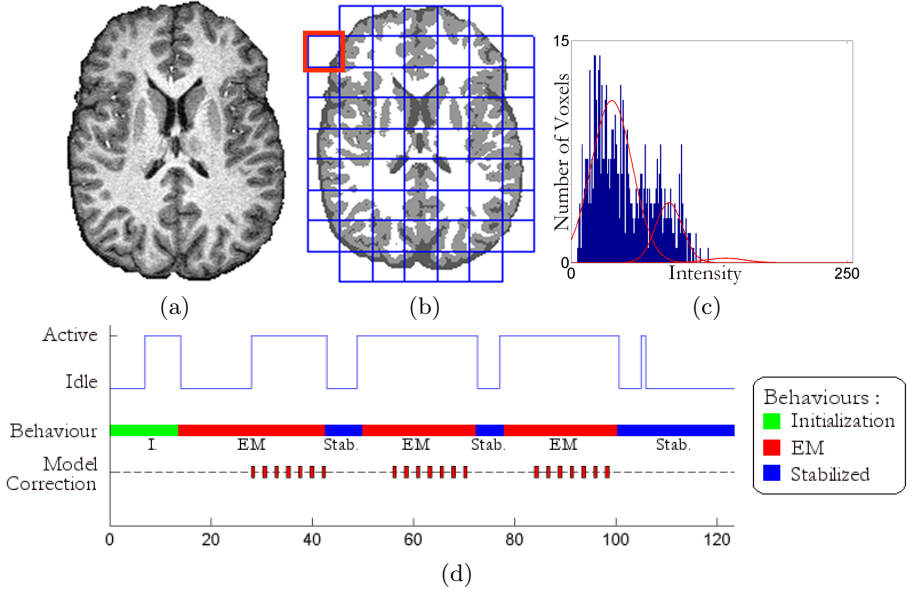 15
Number of Voxels
0
0
Intensity
250
(a)
(b)
(c)
Active
Idle
Behaviour
I.
EM
Stab.
EM
Stab.
EM
Stab.
Model
Correction
0
20
40
60
80
100
120
Behaviours :
Initialization
EM
Stabilized
(d)